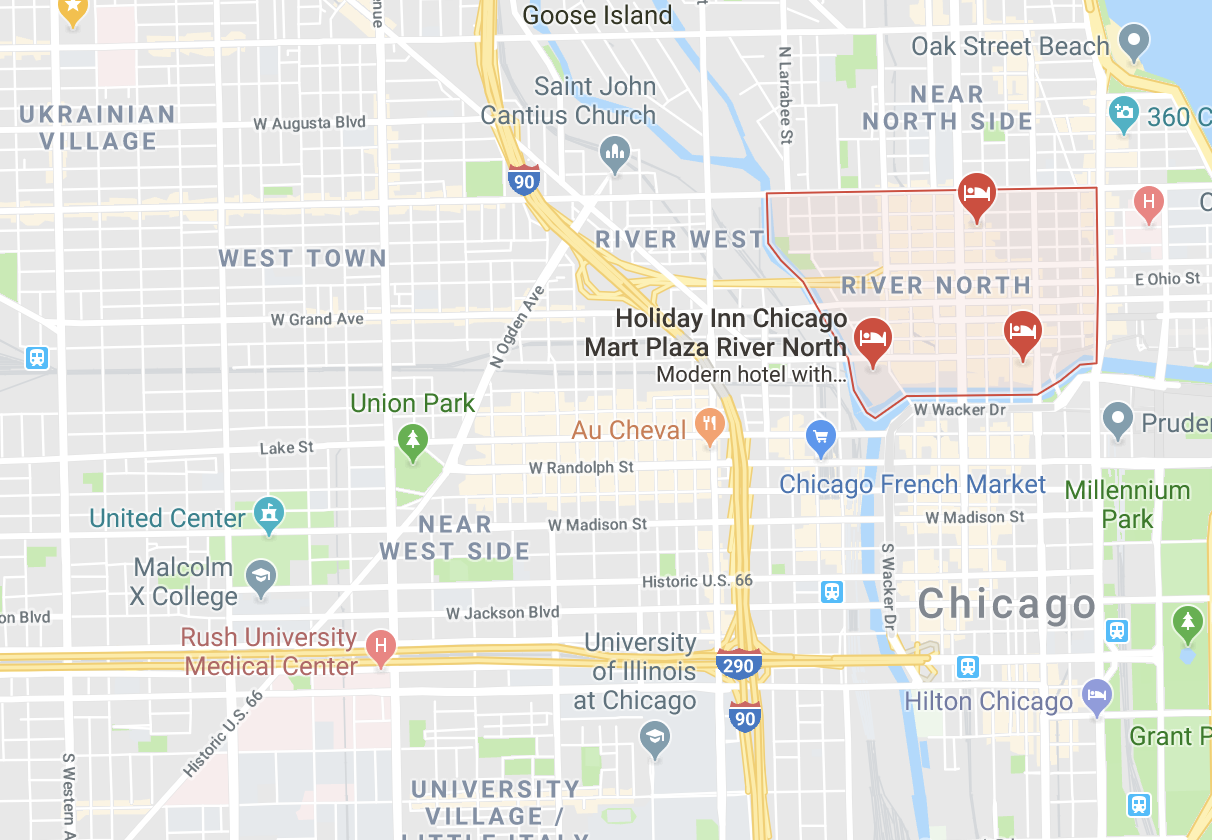 Goose Island
Oak Street Beach
Saint John
Cantius Church
NEAR
NORTH SIDE
N Larrabee St
360 C
UKRAINIAN
VILLAGE
W Augusta Blvd
90
H
WEST TOWN
RIVER WEST
RIVER NORTH
E Ohio St
W Grand Ave
N Ogden Ave
Holiday Inn Chicago
Mart Plaza River North
Modern hotel with...
Union Park
Au Cheval
W Wacker Dr
Pruden
Lake St
W Randolph St
Chicago French Market
Millennium
Park
United Center
NEAR
WEST SIDE
W Madison St
W Madison St
Malcolm
X College
Historic U.S. 66
S Wacker Dr
Chicago
on Blvd
W Jackson Blvd
Rush University
Medical Center
H
University
of Illinois
at Chicago
290
90
Hilton Chicago
Historic U.S. 66
Grant P
S Western A
UNIVERSITY
VILLAGE /
LITTLE ITALY